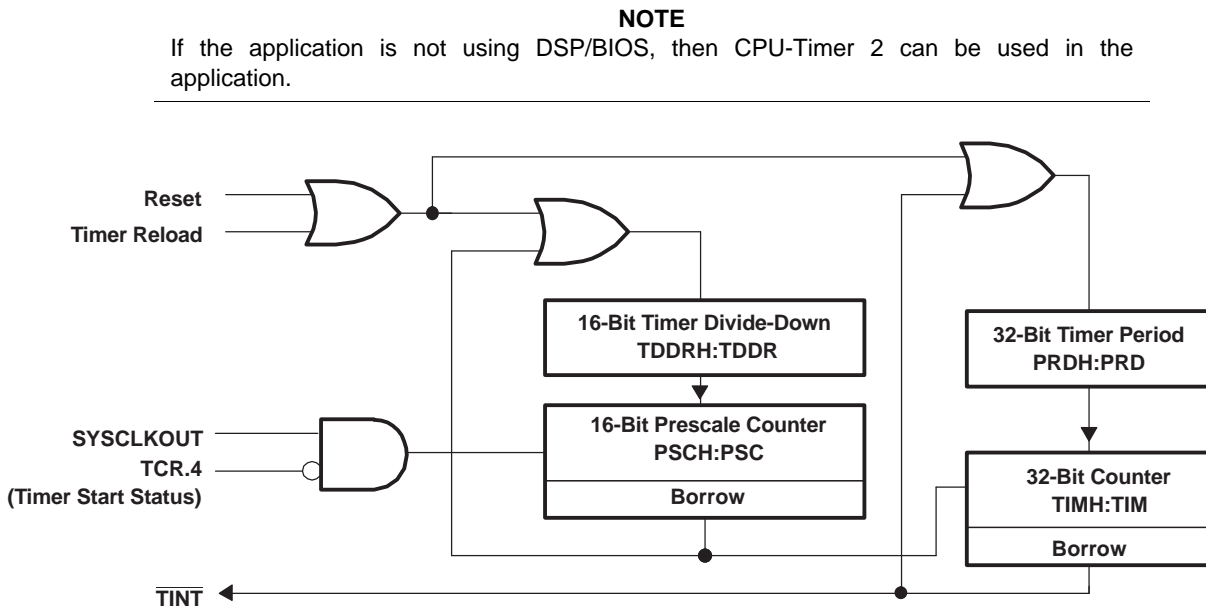 NOTE
If the application is not using DSP/BIOS, then CPU-Timer 2 can be used in the
application.
Reset
Timer Reload
16-Bit Timer Divide-Down
TDDRH:TDDR
32-Bit Timer Period
PRDH:PRD
16-Bit Prescale Counter
PSCH:PSC
Borrow
SYSCLKOUT
TCR.4
(Timer Start Status)
32-Bit Counter
TIMH:TIM
Borrow
TINT